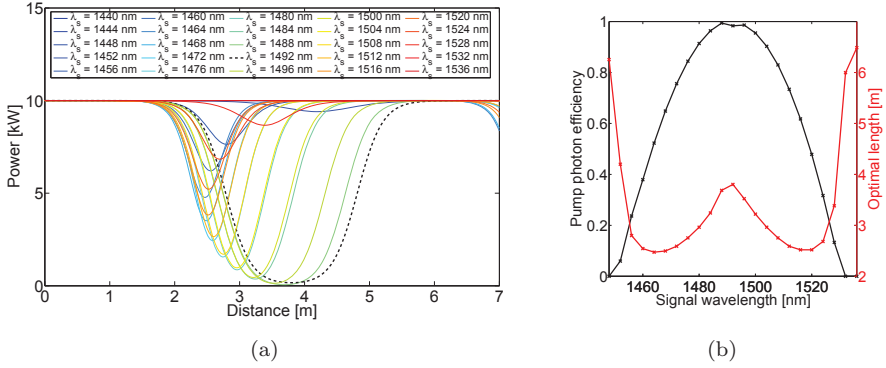 15
λs = 1440 nm λs = 1460 nm λs = 1480 nm λs = 1500 nm λs = 1520 nm
λs = 1444 nm λs = 1464 nm λs = 1484 nm λs = 1504 nm λs = 1524 nm
λs = 1448 nm λs = 1468 nm λs = 1488 nm λs = 1508 nm λs = 1528 nm
λs = 1452 nm λs = 1472 nm λs = 1492 nm λs = 1512 nm λs = 1532 nm
λs = 1456 nm λs = 1476 nm λs = 1496 nm λs = 1516 nm λs = 1536 nm
10
5
0
Power [kW]
0 1 2 3 4 5 6 7
Distance [m]
(a)
1
0.8
0.6
0.4
0.2
0
Pump photon efficiency
6
5
4
3
2
Optimal length [m]
1460 1480 1500 1520
Signal wavelength [nm]
(b)